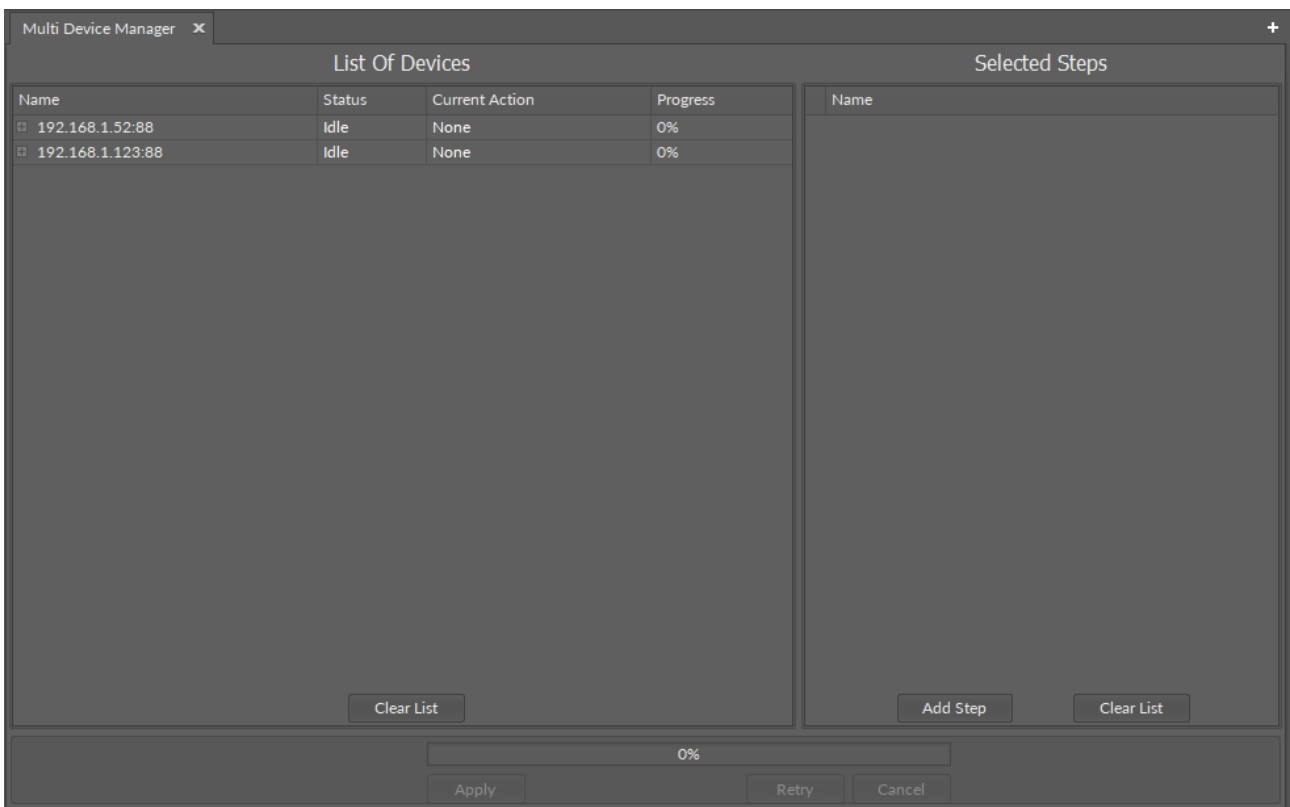 Multi Device Manager x +
List Of Devices Selected Steps
Name Status Current Action Progress Name
192.168.1.52:88 Idle None 0%
192.168.1.123:88 Idle None 0%
Clear List Add Step Clear List
0%
Apply Retry Cancel